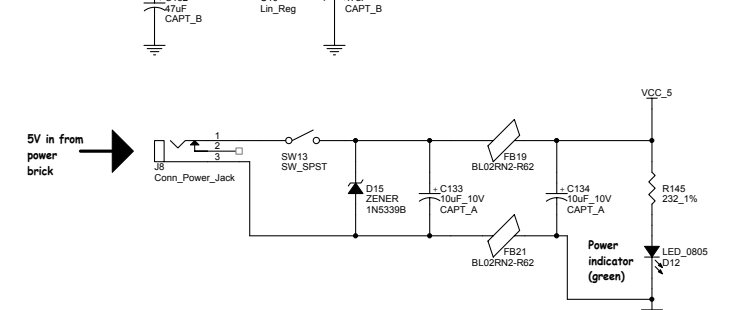 47uF
CAPT_B
Lin_Reg
CAPT_B
VCC_5
5V in from
power
brick
1
2
3
J8
Conn_Power_Jack
SW13
SW_SPST
FB19
BL02RN2-R62
D15
ZENER
1N5339B
+ C133
10uF_10V
CAPT_A
+ C134
10uF_10V
CAPT_A
R145
232_1%
FB21
BL02RN2-R62
Power
indicator
(green)
LED_0805
D12